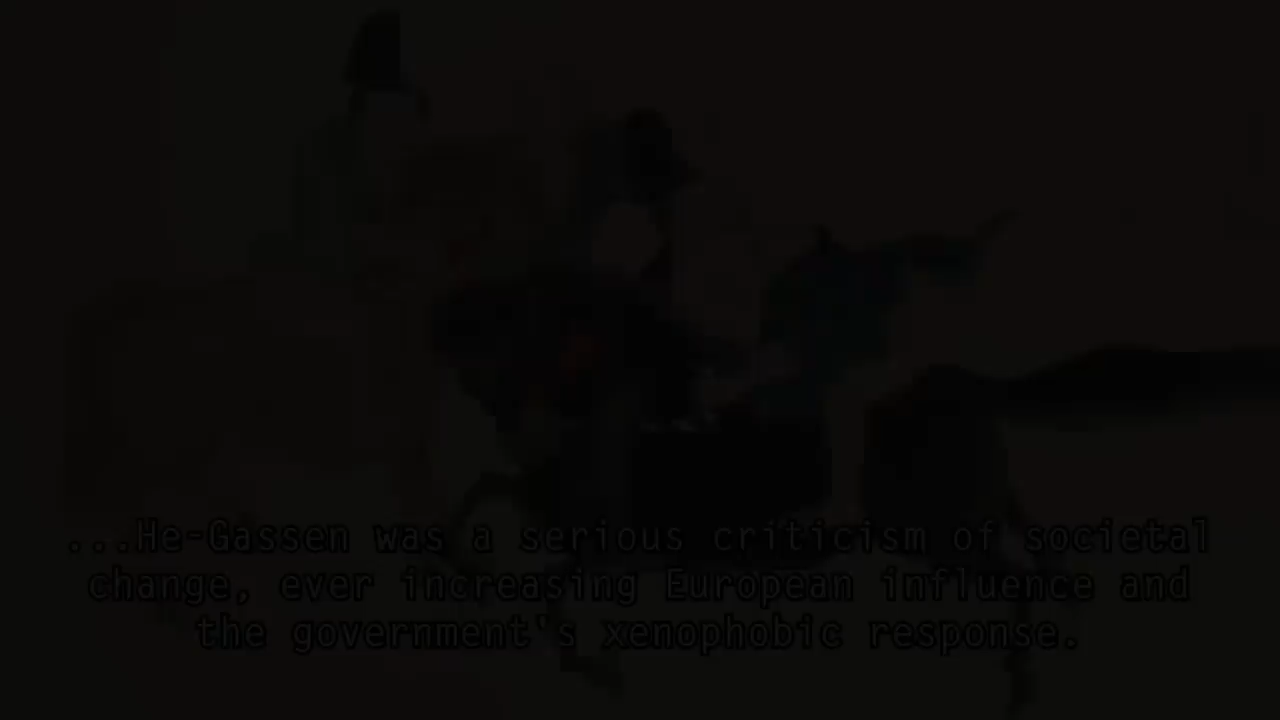 ...He-Gassen was a serious criticism of societal
change, ever increasing European influence and
the government's xenophobic response.